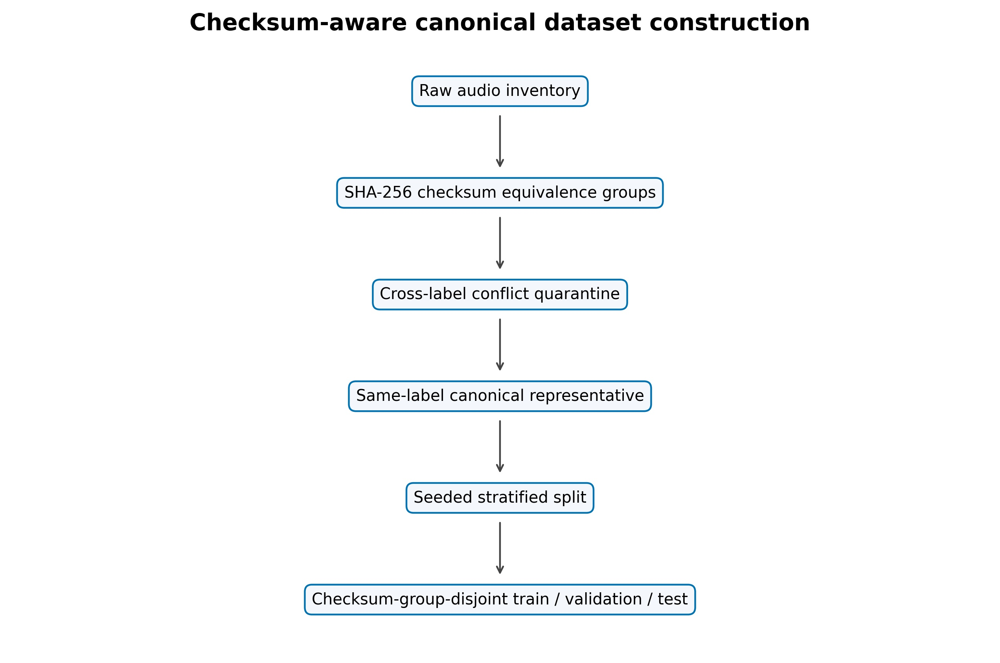 Checksum-aware canonical dataset construction
Raw audio inventory
SHA-256 checksum equivalence groups
Cross-label conflict quarantine
Same-label canonical representative
Seeded stratified split
Checksum-group-disjoint train / validation / test